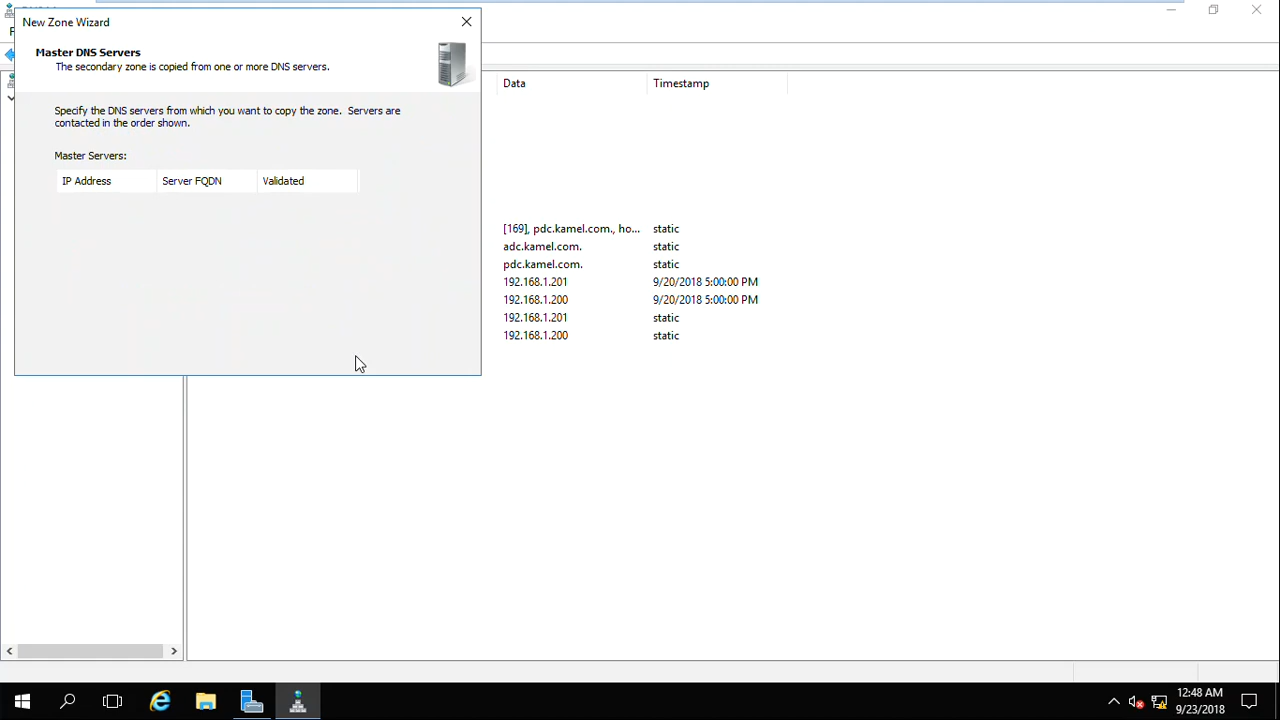 New Zone Wizard
Master DNS Servers
The secondary zone is copied from one or more DNS servers.
Specify the DNS servers from which you want to copy the zone. Servers are
contacted in the order shown.
Master Servers:
IP Address Server FQDN Validated
Data Timestamp
[169], pdc.kamel.com., ho... static
adc.kamel.com. static
pdc.kamel.com. static
192.168.1.201 9/20/2018 5:00:00 PM
192.168.1.200 9/20/2018 5:00:00 PM
192.168.1.201 static
192.168.1.200 static
12:48 AM
9/23/2018